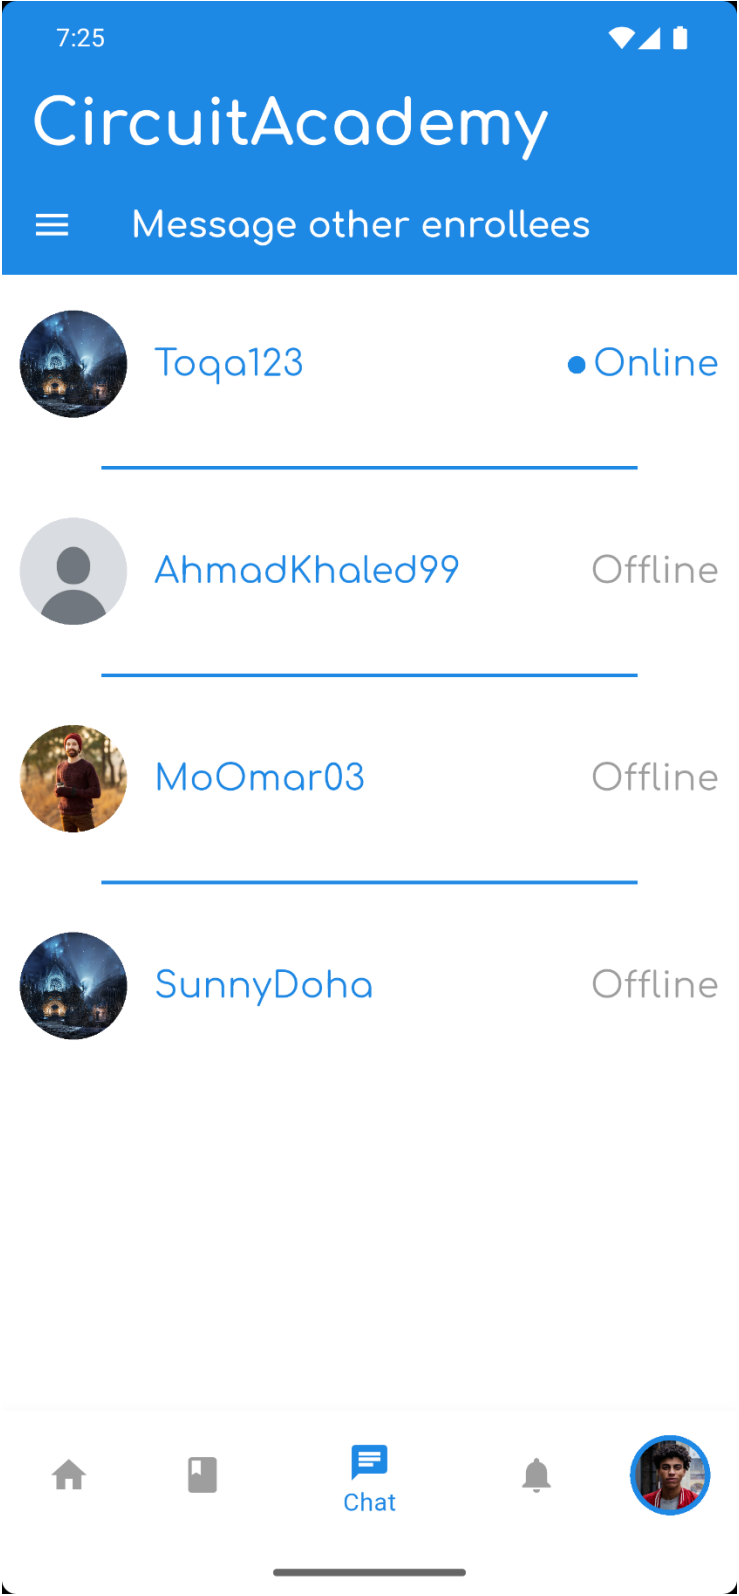 7:25
CircuitAcademy
Message other enrollees
Toqa123 Online
AhmadKhaled99 Offline
MoOmar03 Offline
SunnyDoha Offline
Chat